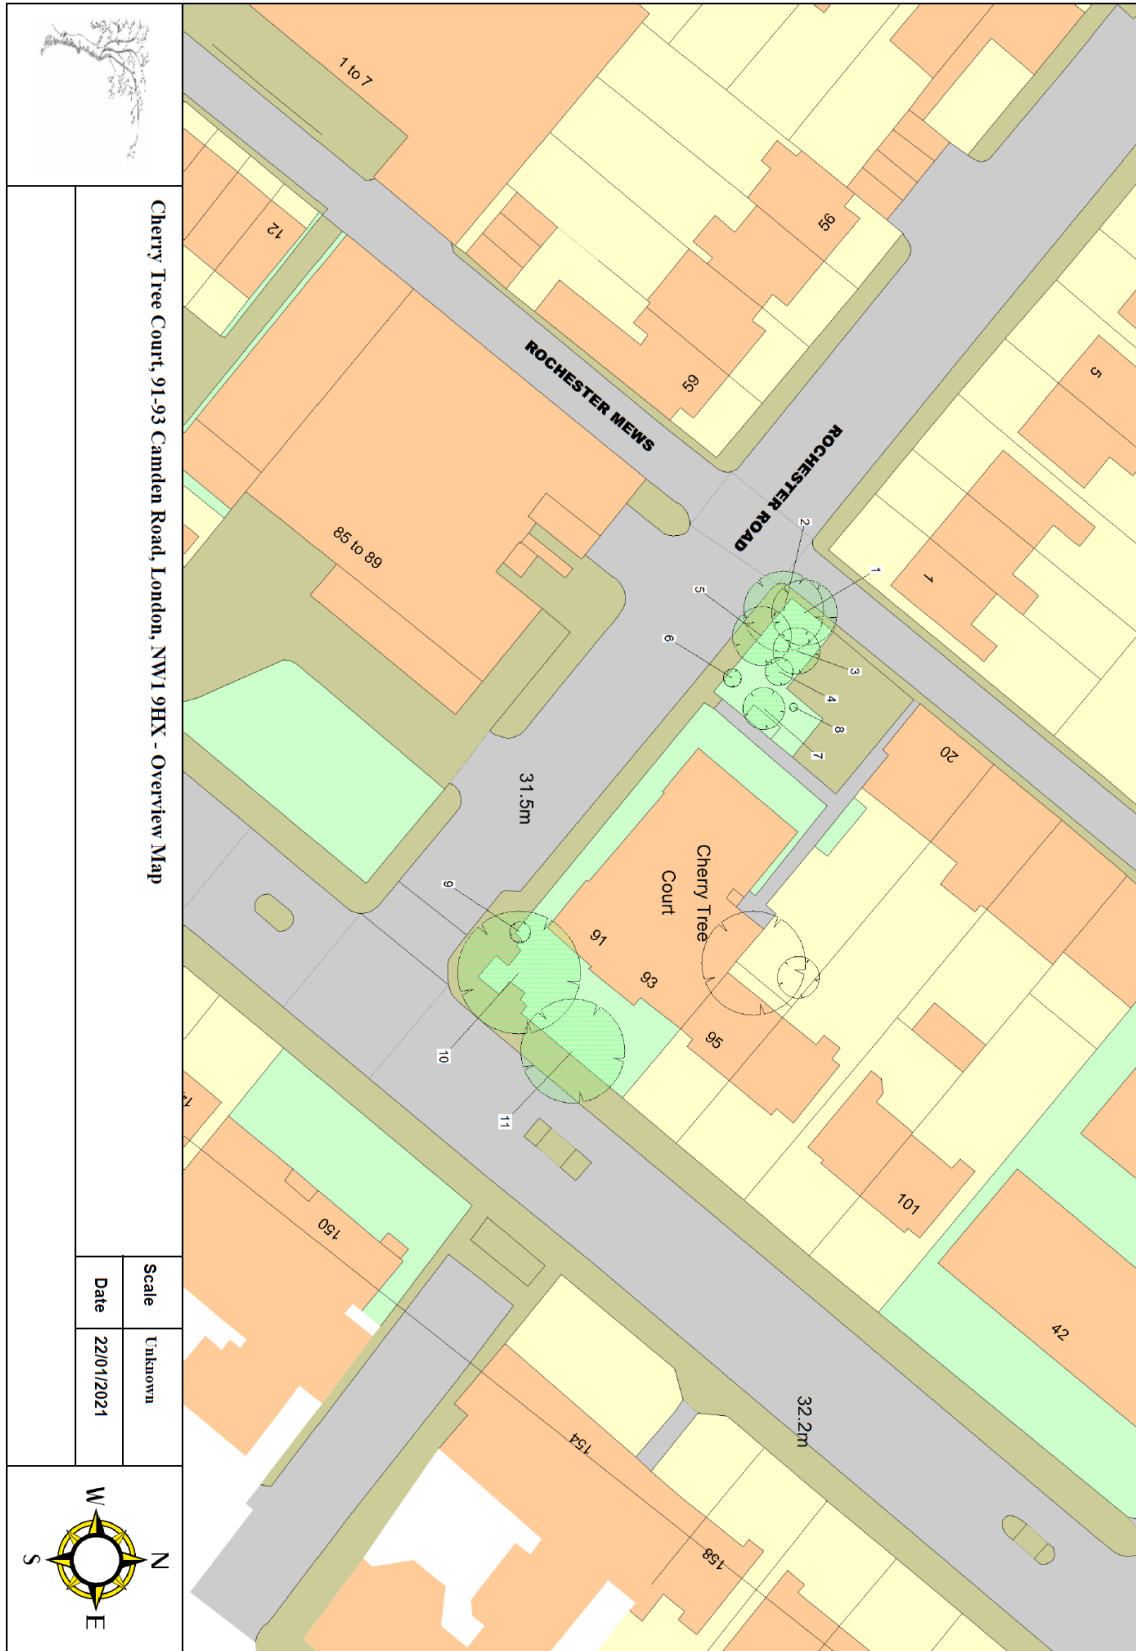 1 to 7
12
56
59
5
1
ROCHESTER MEWS
ROCHESTER ROAD
85 to 89
2
1
5
6
3
4
8
7
20
31.5m
Cherry Tree
Court
9
91
93
95
10
11
101
42
150
154
158
32.2m
Cherry Tree Court, 91-93 Camden Road, London, NW1 9HX - Overview Map
Scale
Unknown
Date
22/01/2021
N
W
E
S